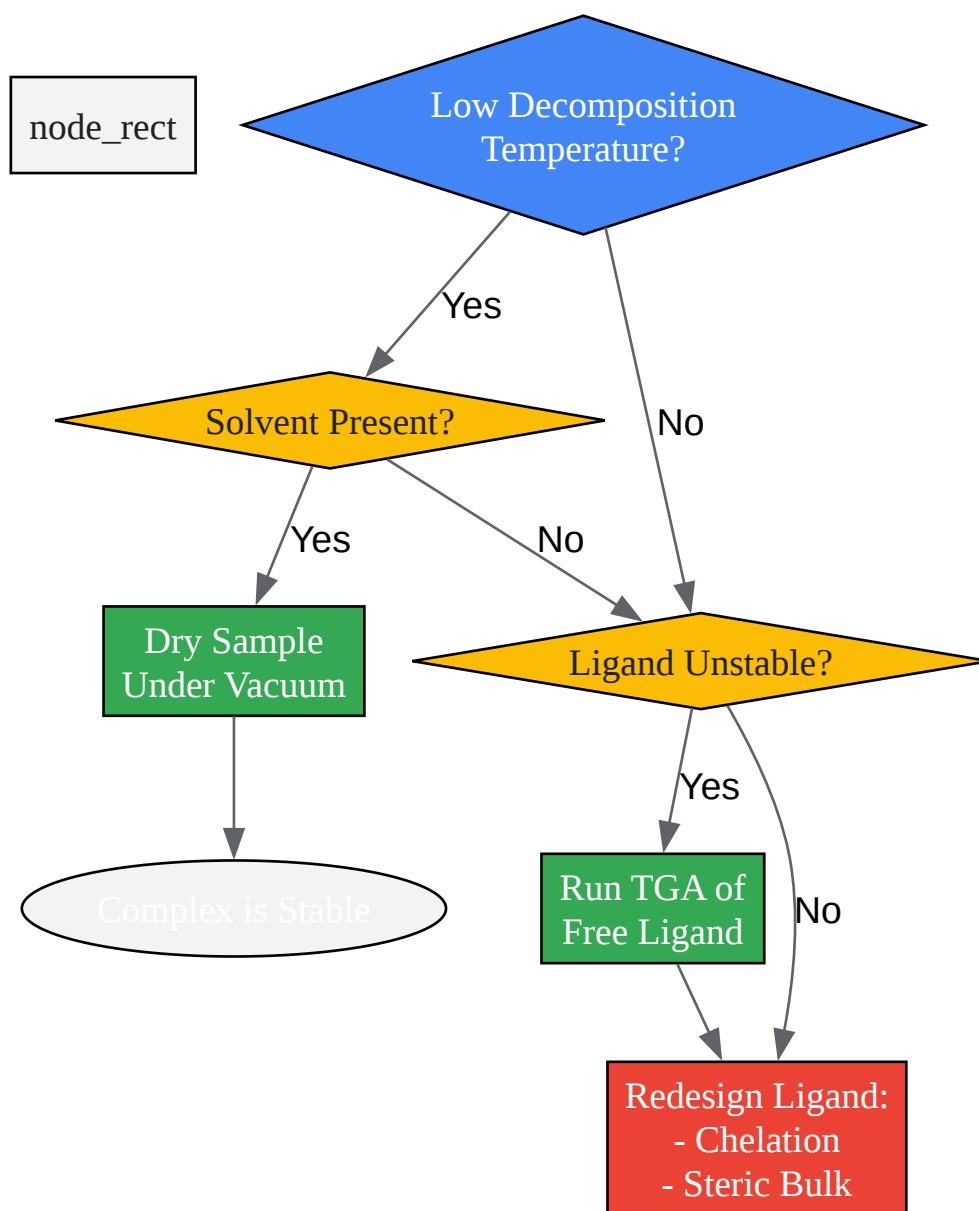 node_rect
Low Decomposition
Temperature?
Yes
No
Solvent Present?
Yes
No
Dry Sample
Under Vacuum
Ligand Unstable?
Yes
No
Complex is Stable
Run TGA of
Free Ligand
Redesign Ligand:
- Chelation
- Steric Bulk